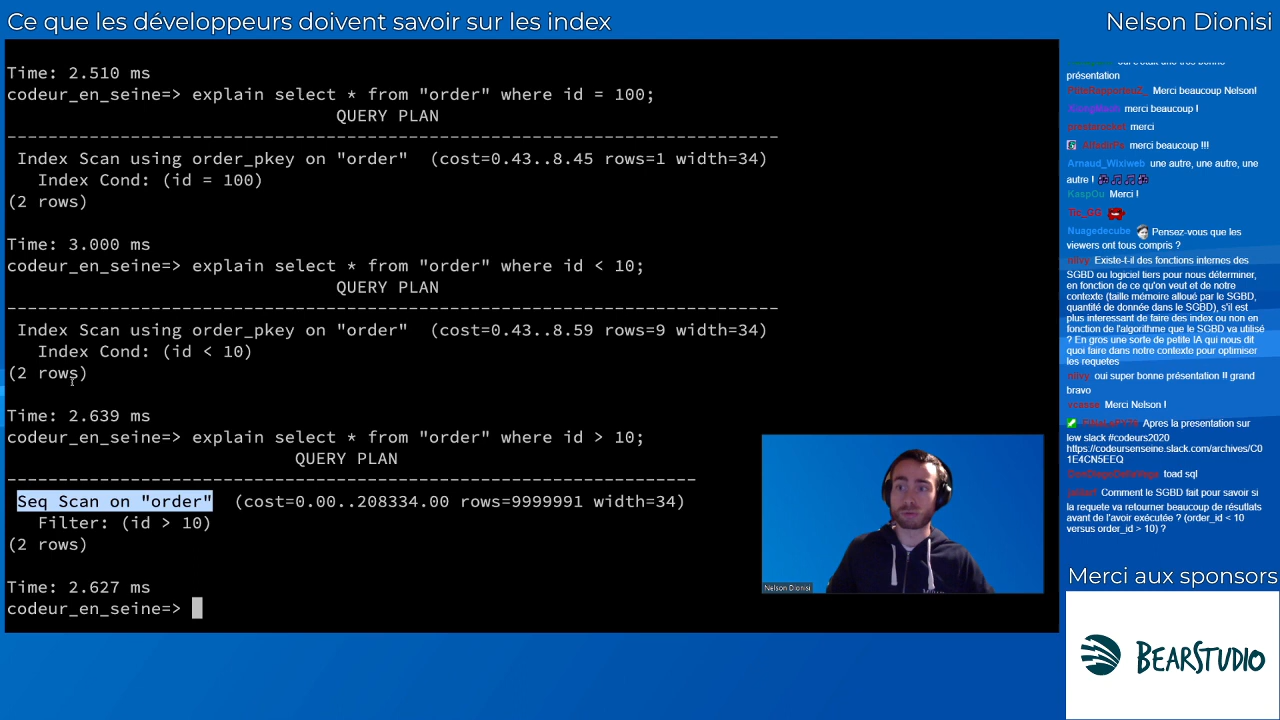 Ce que les développeurs doivent savoir sur les index
Nelson Dionisi
Time: 2.510 ms
codeur_en_seine=> explain select * from "order" where id = 100;
QUERY PLAN
---------------------------------------------------------------------------
Index Scan using order_pkey on "order" (cost=0.43..8.45 rows=1 width=34)
Index Cond: (id = 100)
(2 rows)
Time: 3.000 ms
codeur_en_seine=> explain select * from "order" where id < 10;
QUERY PLAN
---------------------------------------------------------------------------
Index Scan using order_pkey on "order" (cost=0.43..8.59 rows=9 width=34)
Index Cond: (id < 10)
(2 rows)
Time: 2.639 ms
codeur_en_seine=> explain select * from "order" where id > 10;
QUERY PLAN
-------------------------------------------------------------------
Seq Scan on "order" (cost=0.00..208334.00 rows=9999991 width=34)
Filter: (id > 10)
(2 rows)
Time: 2.627 ms
codeur_en_seine=>
Nelson Dionisi
présentation
Merci beaucoup Nelson!
merci beaucoup !
merci
merci beaucoup !!!
Arnaud_Wixiweb une autre, une autre, une
autre !
KaspOu Merci !
Tic_GG
Nuagedecube Pensez-vous que les
viewers ont tous compris ?
Existe-t-il des fonctions internes des
SGBD ou logiciel tiers pour nous déterminer,
en fonction de ce qu'on veut et de notre
contexte (taille mémoire alloué par le SGBD,
quantité de donnée dans le SGBD), s'il est
plus interessant de faire des index ou non en
fonction de l'algorithme que le SGBD va utilisé
? En gros une sorte de petite IA qui nous dit
quoi faire dans notre contexte pour optimiser
les requetes
oui super bonne présentation !! grand
bravo
Merci Nelson !
Apres la presentation sur
lew slack #codeurs2020
https://codeursenseine.slack.com/archives/C0
1E4CN5EEQ
toad sql
Comment le SGBD fait pour savoir si
la requete va retourner beaucoup de résutlats
avant de l'avoir exécutée ? (order_id < 10
versus order_id > 10) ?
Merci aux sponsors
BEARSTUDIO